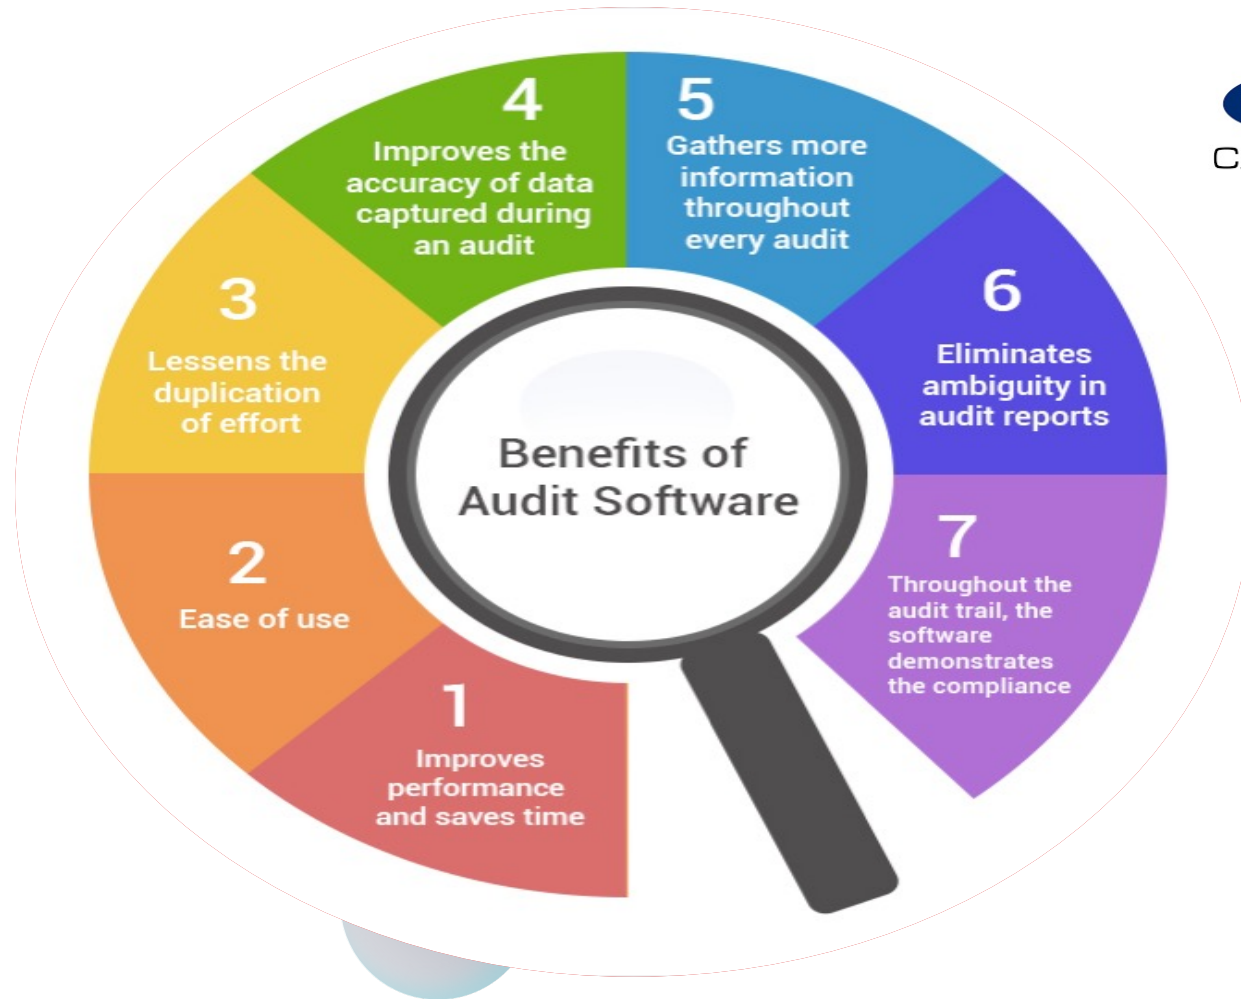 Benefits of
Audit Software
1
Improves
performance
and saves time
2
Ease of use
3
Lessens the
duplication
of effort
4
Improves the
accuracy of data
captured during
an audit
5
Gathers more
information
throughout
every audit
6
Eliminates
ambiguity in
audit reports
7
Throughout the
audit trail, the
software
demonstrates
the compliance